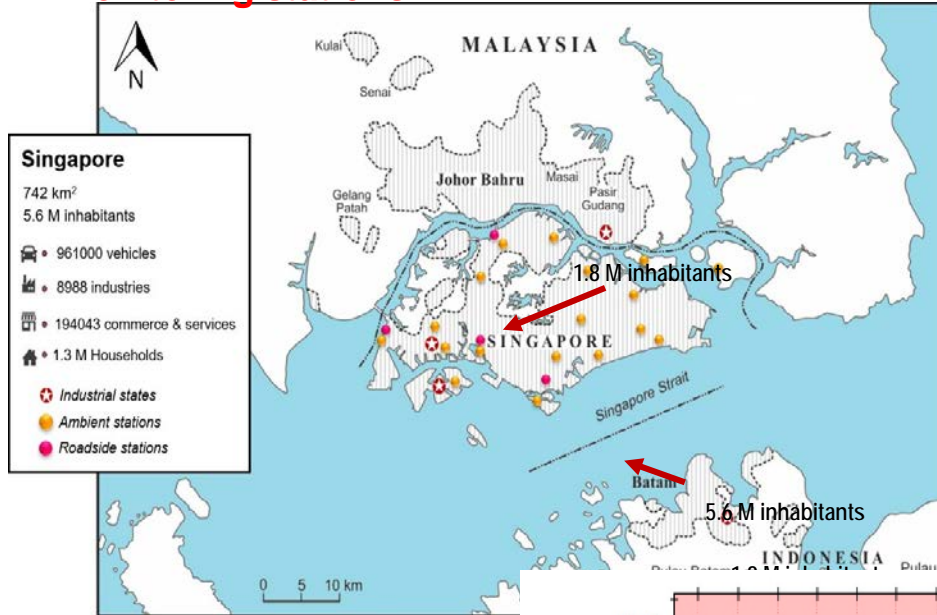 Kulai
MALAYSIA
Senai
N
Singapore
742 km²
5.6 M inhabitants
961000 vehicles
8988 industries
194043 commerce & services
1.3 M Households
Industrial states
Ambient stations
Roadside stations
Johor Bahru
Masai
Pasir
Gudang
Gelang
Patah
1.8 M inhabitants
SINGAPORE
Singapore Strait
Batam
5.6 M inhabitants
INDONESIA
Pulau
0 5 10 km